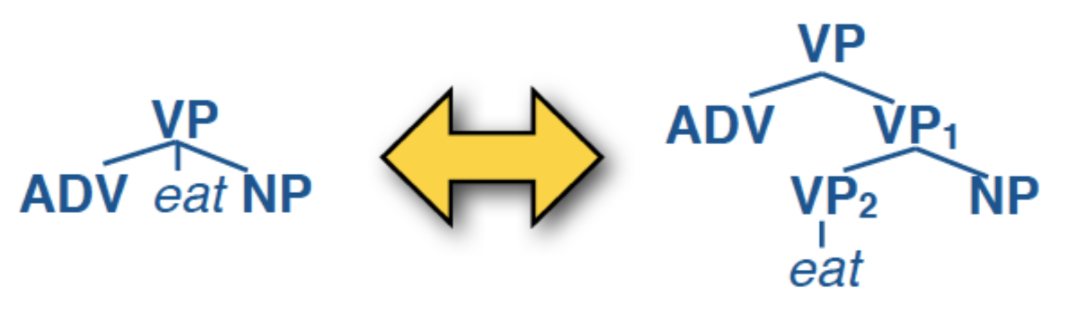 VP
ADV eat NP
VP
ADV VP₁
VP₂ NP
eat